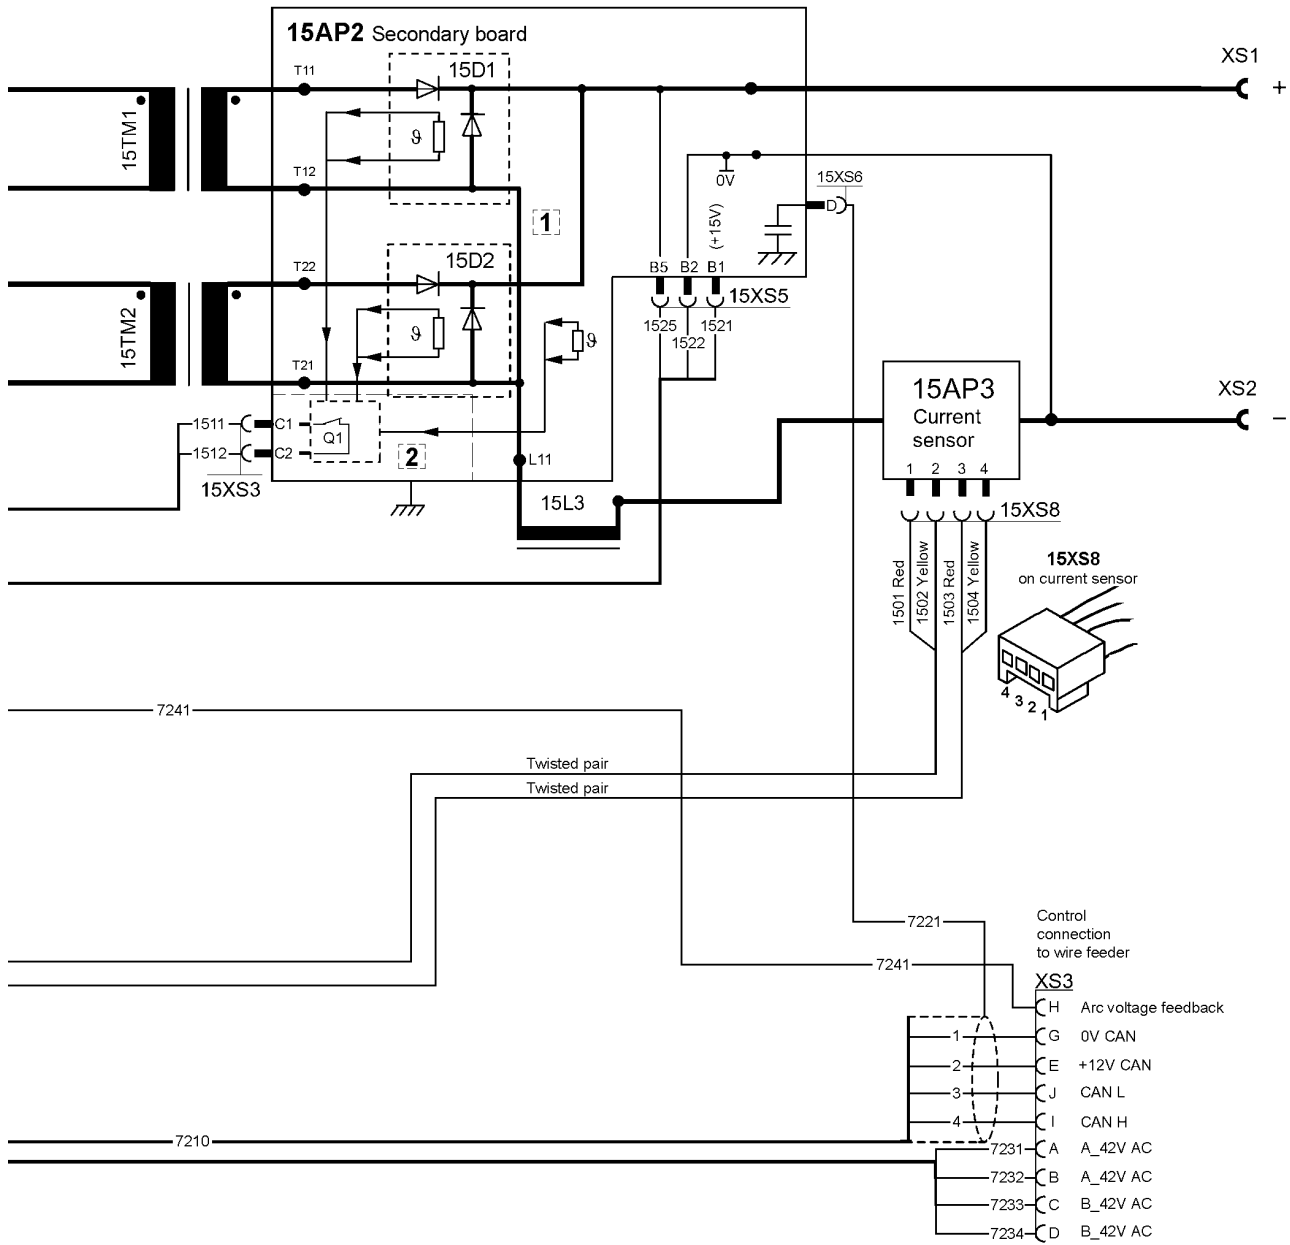 15AP2 Secondary board
XS1
+
T11
15D1
15TM1
ϑ
T12
0V
15XS6
D
(+15V)
1
T22
15D2
B5 B2 B1
15XS5
15TM2
ϑ
ϑ
1525
1522
1521
T21
15AP3
Current
sensor
XS2
−
1511
C1
Q1
1512
C2
2
L11
1 2 3 4
15XS3
15L3
15XS8
15XS8
on current sensor
1501 Red
1502 Yellow
1503 Red
1504 Yellow
4
3
2
1
7241
Twisted pair
Twisted pair
7221
Control
connection
to wire feeder
7241
XS3
H Arc voltage feedback
1 G 0V CAN
2 E +12V CAN
3 J CAN L
4 I CAN H
7210
7231 A A_42V AC
7232 B A_42V AC
7233 C B_42V AC
7234 D B_42V AC